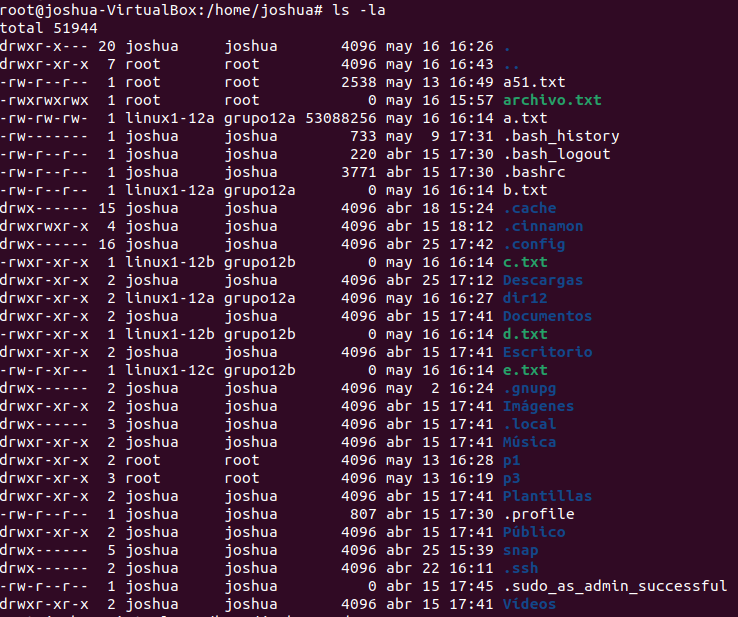 root@joshua-VirtualBox:/home/joshua# ls -la
total 51944
drwxr-x--- 20 joshua     joshua       4096 may 16 16:26 .
drwxr-xr-x  7 root       root         4096 may 16 16:43 ..
-rw-r--r--  1 root       root         2538 may 13 16:49 a51.txt
-rwxrwxrwx  1 root       root            0 may 16 15:57 archivo.txt
-rw-rw-rw-  1 linux1-12a grupo12a 53088256 may 16 16:14 a.txt
-rw-------  1 joshua     joshua        733 may  9 17:31 .bash_history
-rw-r--r--  1 joshua     joshua        220 abr 15 17:30 .bash_logout
-rw-r--r--  1 joshua     joshua       3771 abr 15 17:30 .bashrc
-rw-r--r--  1 linux1-12a grupo12a        0 may 16 16:14 b.txt
drwx------ 15 joshua     joshua       4096 abr 18 15:24 .cache
drwxrwxr-x  4 joshua     joshua       4096 abr 15 18:12 .cinnamon
drwx------ 16 joshua     joshua       4096 abr 25 17:42 .config
-rwxr-xr-x  1 linux1-12b grupo12b        0 may 16 16:14 c.txt
drwxr-xr-x  2 joshua     joshua       4096 abr 25 17:12 Descargas
drwxr-xr-x  2 linux1-12a grupo12a     4096 may 16 16:27 dir12
drwxr-xr-x  2 joshua     joshua       4096 abr 15 17:41 Documentos
-rwxr-xr-x  1 linux1-12b grupo12b        0 may 16 16:14 d.txt
drwxr-xr-x  2 joshua     joshua       4096 abr 15 17:41 Escritorio
-rw-r-xr--  1 linux1-12c grupo12b        0 may 16 16:14 e.txt
drwx------  2 joshua     joshua       4096 may  2 16:24 .gnupg
drwxr-xr-x  2 joshua     joshua       4096 abr 15 17:41 Imágenes
drwx------  3 joshua     joshua       4096 abr 15 17:41 .local
drwxr-xr-x  2 joshua     joshua       4096 abr 15 17:41 Música
drwxr-xr-x  2 root       root         4096 may 13 16:28 p1
drwxr-xr-x  3 root       root         4096 may 13 16:19 p3
drwxr-xr-x  2 joshua     joshua       4096 abr 15 17:41 Plantillas
-rw-r--r--  1 joshua     joshua        807 abr 15 17:30 .profile
drwxr-xr-x  2 joshua     joshua       4096 abr 15 17:41 Público
drwx------  5 joshua     joshua       4096 abr 25 15:39 snap
drwx------  2 joshua     joshua       4096 abr 22 16:11 .ssh
-rw-r--r--  1 joshua     joshua          0 abr 15 17:45 .sudo_as_admin_successful
drwxr-xr-x  2 joshua     joshua       4096 abr 15 17:41 Vídeos